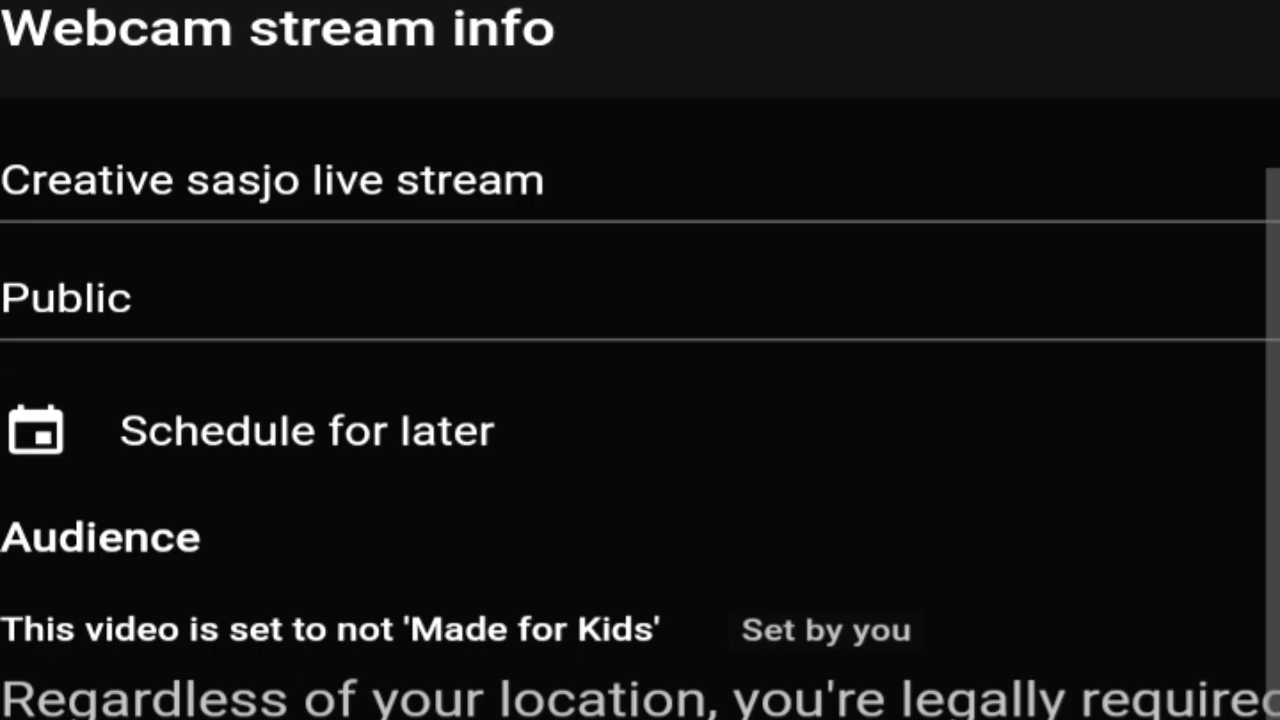 Webcam stream info
Creative sasjo live stream
Public
Schedule for later
Audience
This video is set to not 'Made for Kids' Set by you
Regardless of your location, you're legally required